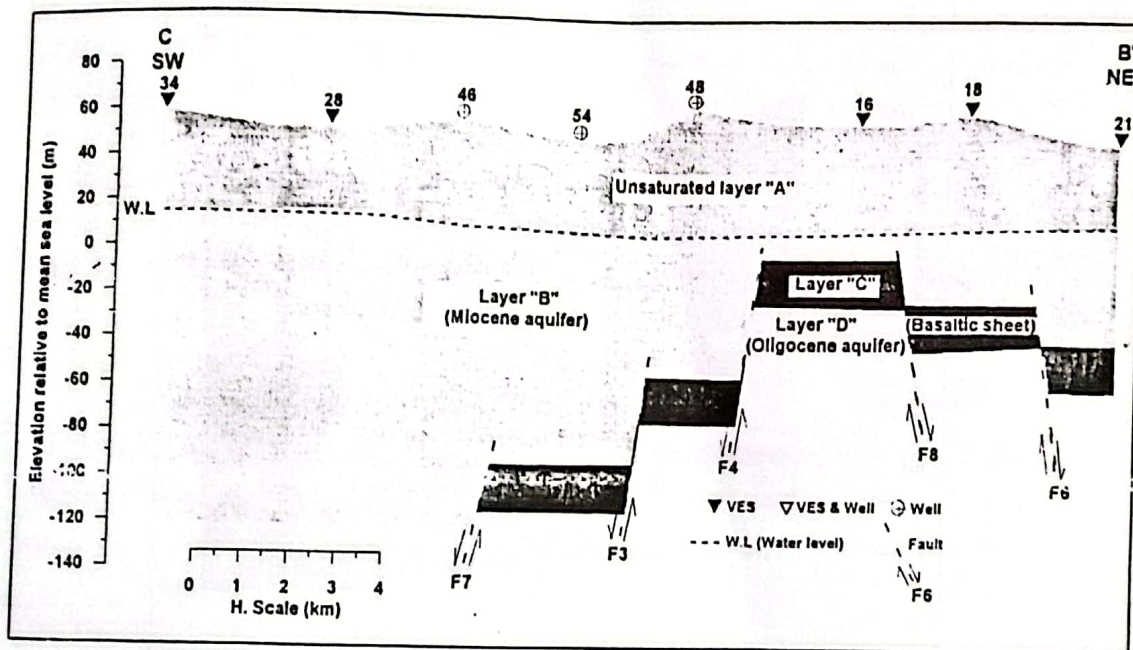 C
SW
B'
NE
34
28
46
54
48
16
18
21
80
60
40
20
0
-20
-40
-60
-80
-100
-120
-140
Elevation relative to mean sea level (m)
W.L
Unsaturated layer "A"
Layer "B"
(Miocene aquifer)
Layer "C"
Layer "D"
(Oligocene aquifer)
(Basaltic sheet)
F7
F3
F4
F8
F6
0 1 2 3 4
H. Scale (km)
VES
VES & Well
Well
W.L (Water level)
Fault
F6